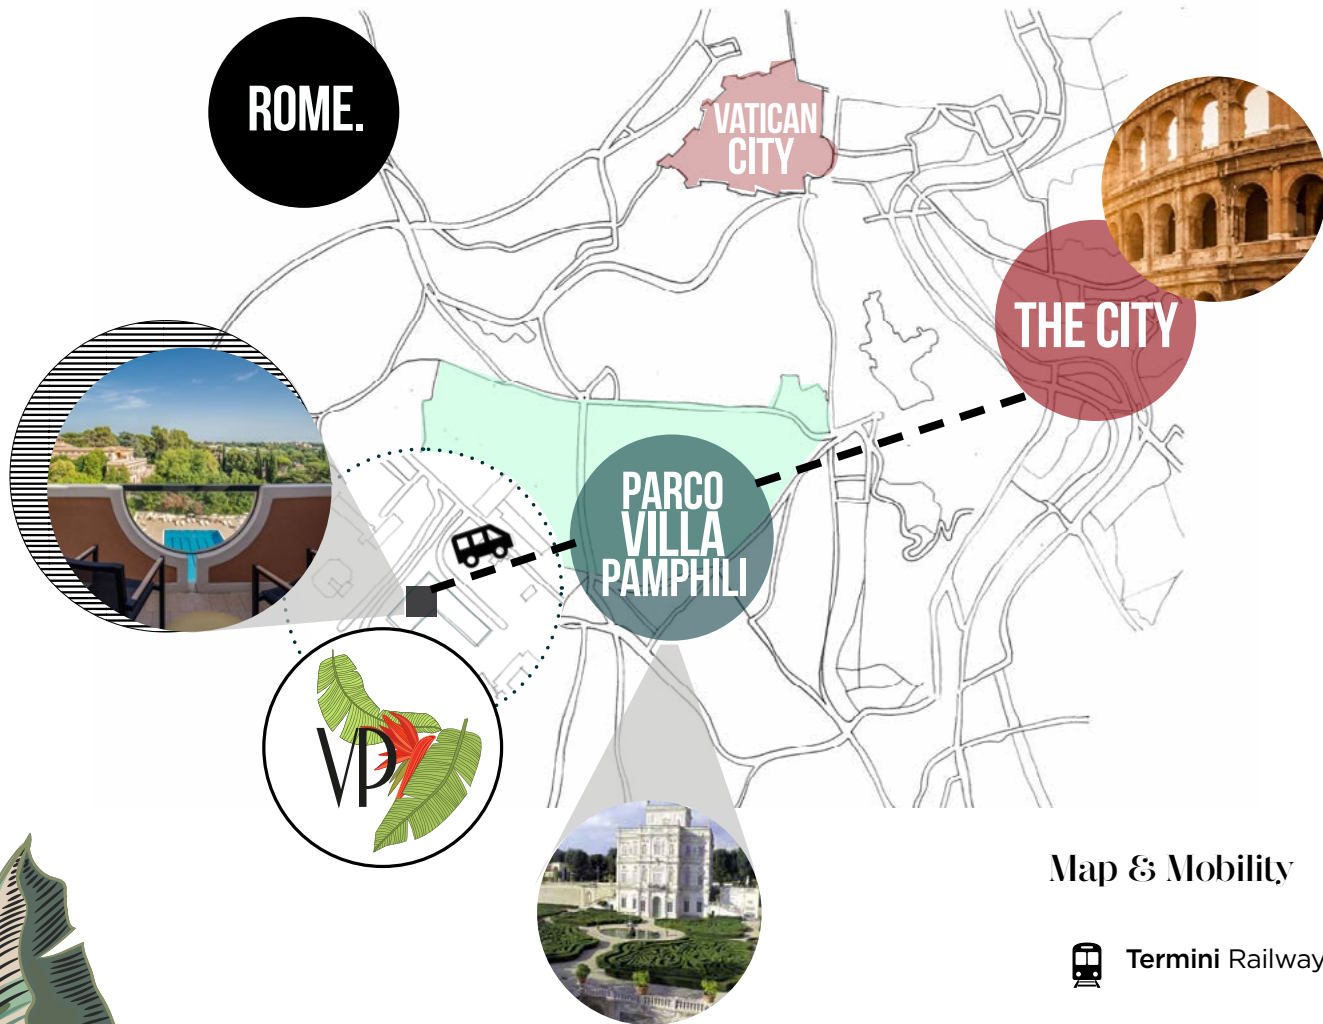 ROME.
VATICAN
CITY
THE CITY
PARCO
VILLA
PAMPHILI
VP
Map & Mobility
Termini Railway